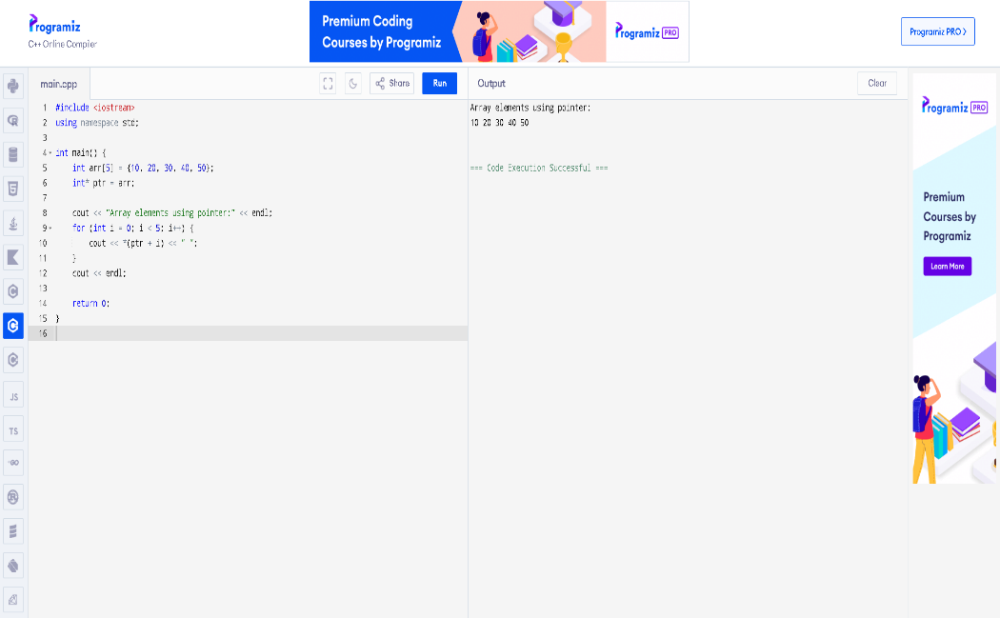 Programiz
C++ Online Compiler
Premium Coding
Courses by Programiz
Programiz PRO
Programiz PRO
main.cpp
Share
Run
Output
Clear
1 #include <iostream>
2 using namespace std;
3
4 int main() {
5 int arr[5] = {10, 20, 30, 40, 50};
6 int* ptr = arr;
7
8 cout << "Array elements using pointer:" << endl;
9 for (int i = 0; i < 5; i++) {
10 cout << *(ptr + i) << " ";
11 }
12 cout << endl;
13
14 return 0;
15 }
16
Array elements using pointer:
10 20 30 40 50
=== Code Execution Successful ===
Programiz PRO
Premium
Courses by
Programiz
Learn More
JS
TS
GO